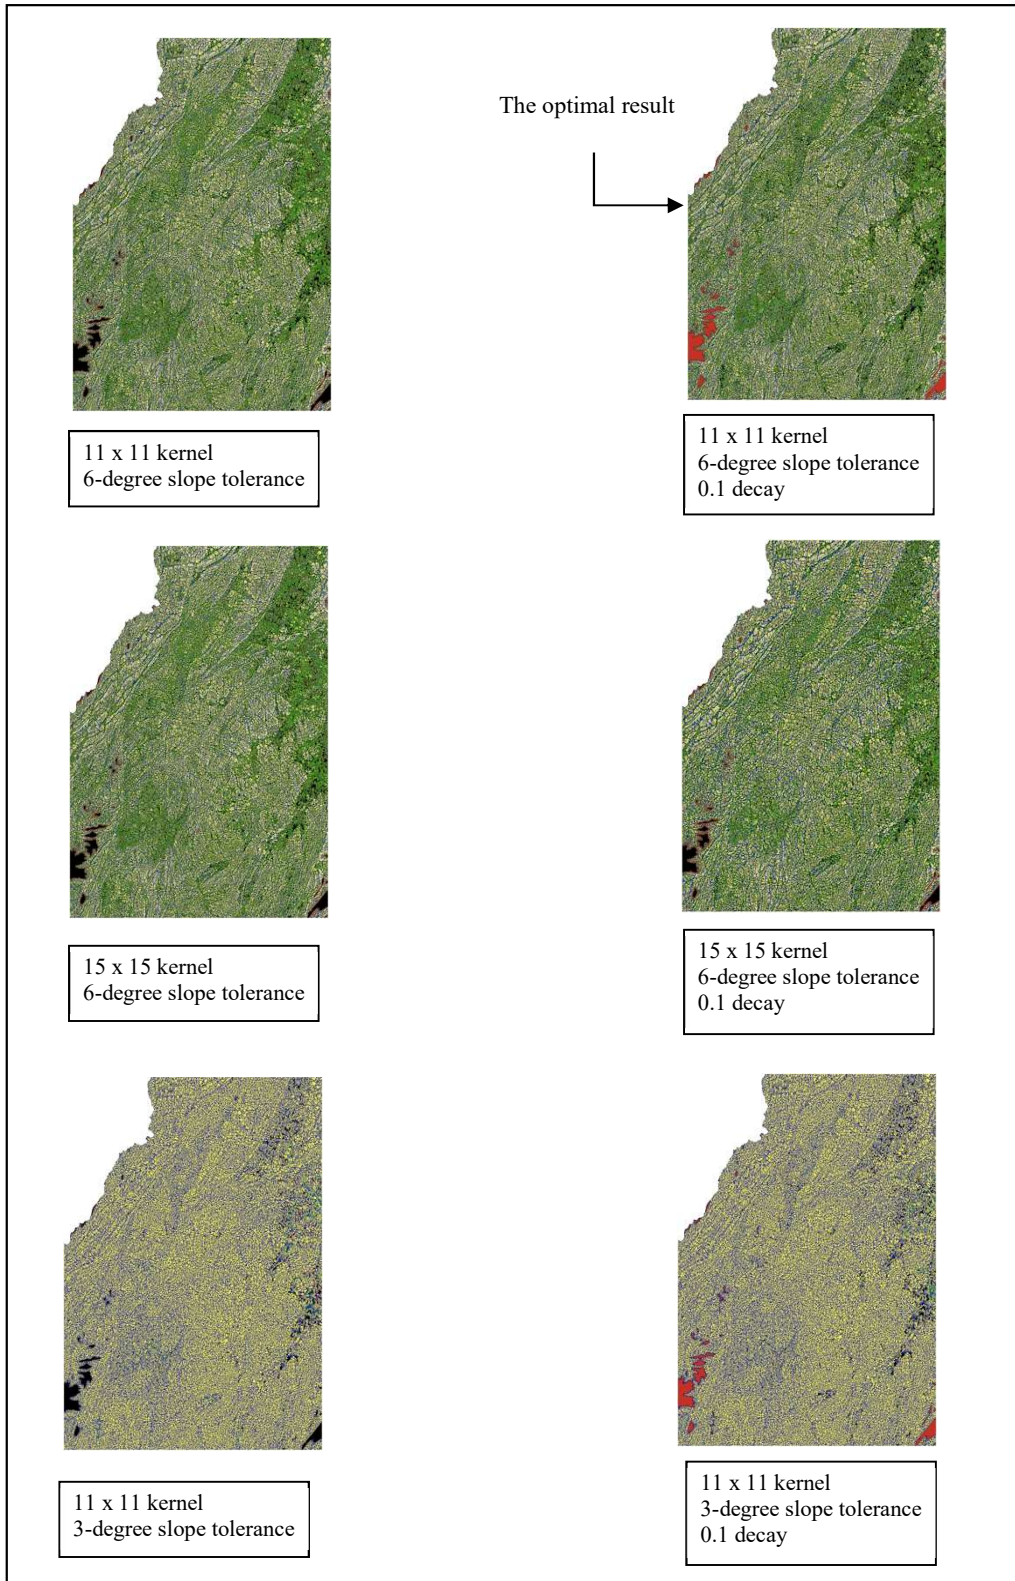 The optimal result
11 x 11 kernel
6-degree slope tolerance
11 x 11 kernel
6-degree slope tolerance
0.1 decay
15 x 15 kernel
6-degree slope tolerance
15 x 15 kernel
6-degree slope tolerance
0.1 decay
11 x 11 kernel
3-degree slope tolerance
11 x 11 kernel
3-degree slope tolerance
0.1 decay